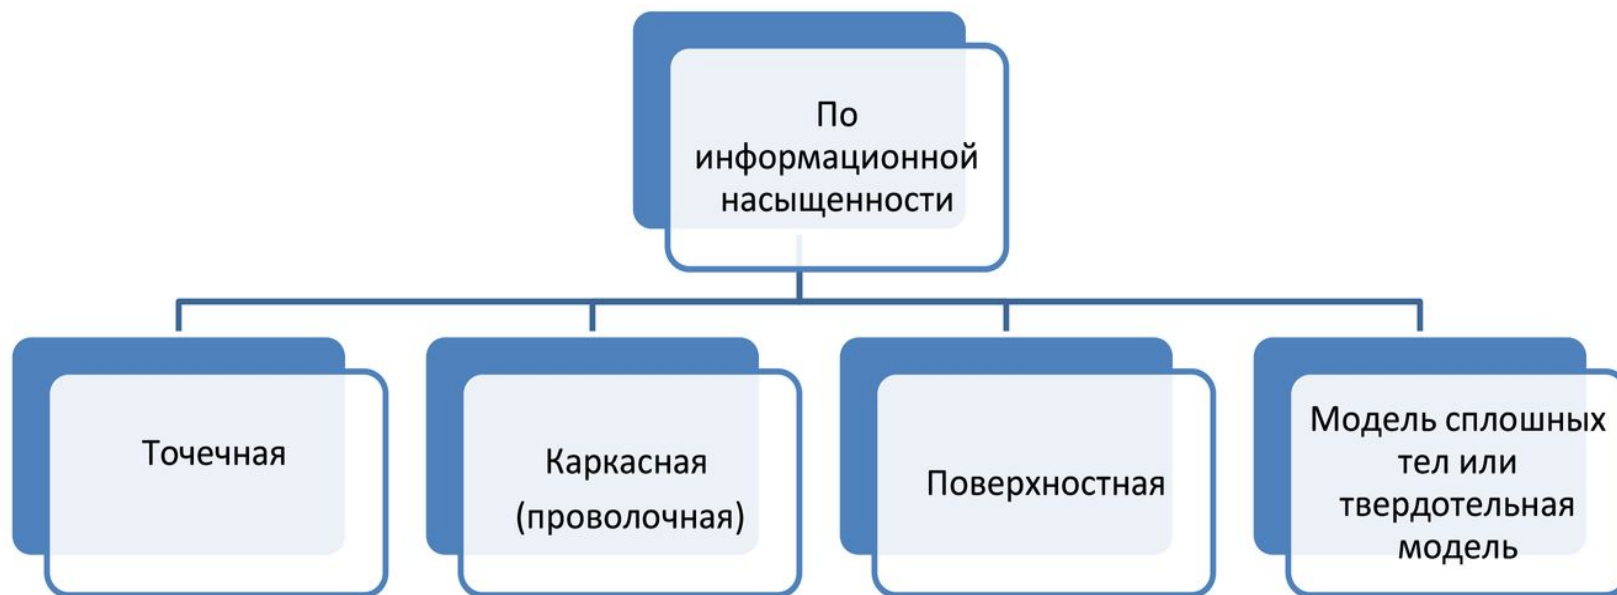 По
информационной
насыщенности
Точечная
Каркасная
(проволочная)
Поверхностная
Модель сплошных
тел или
твердотельная
модель